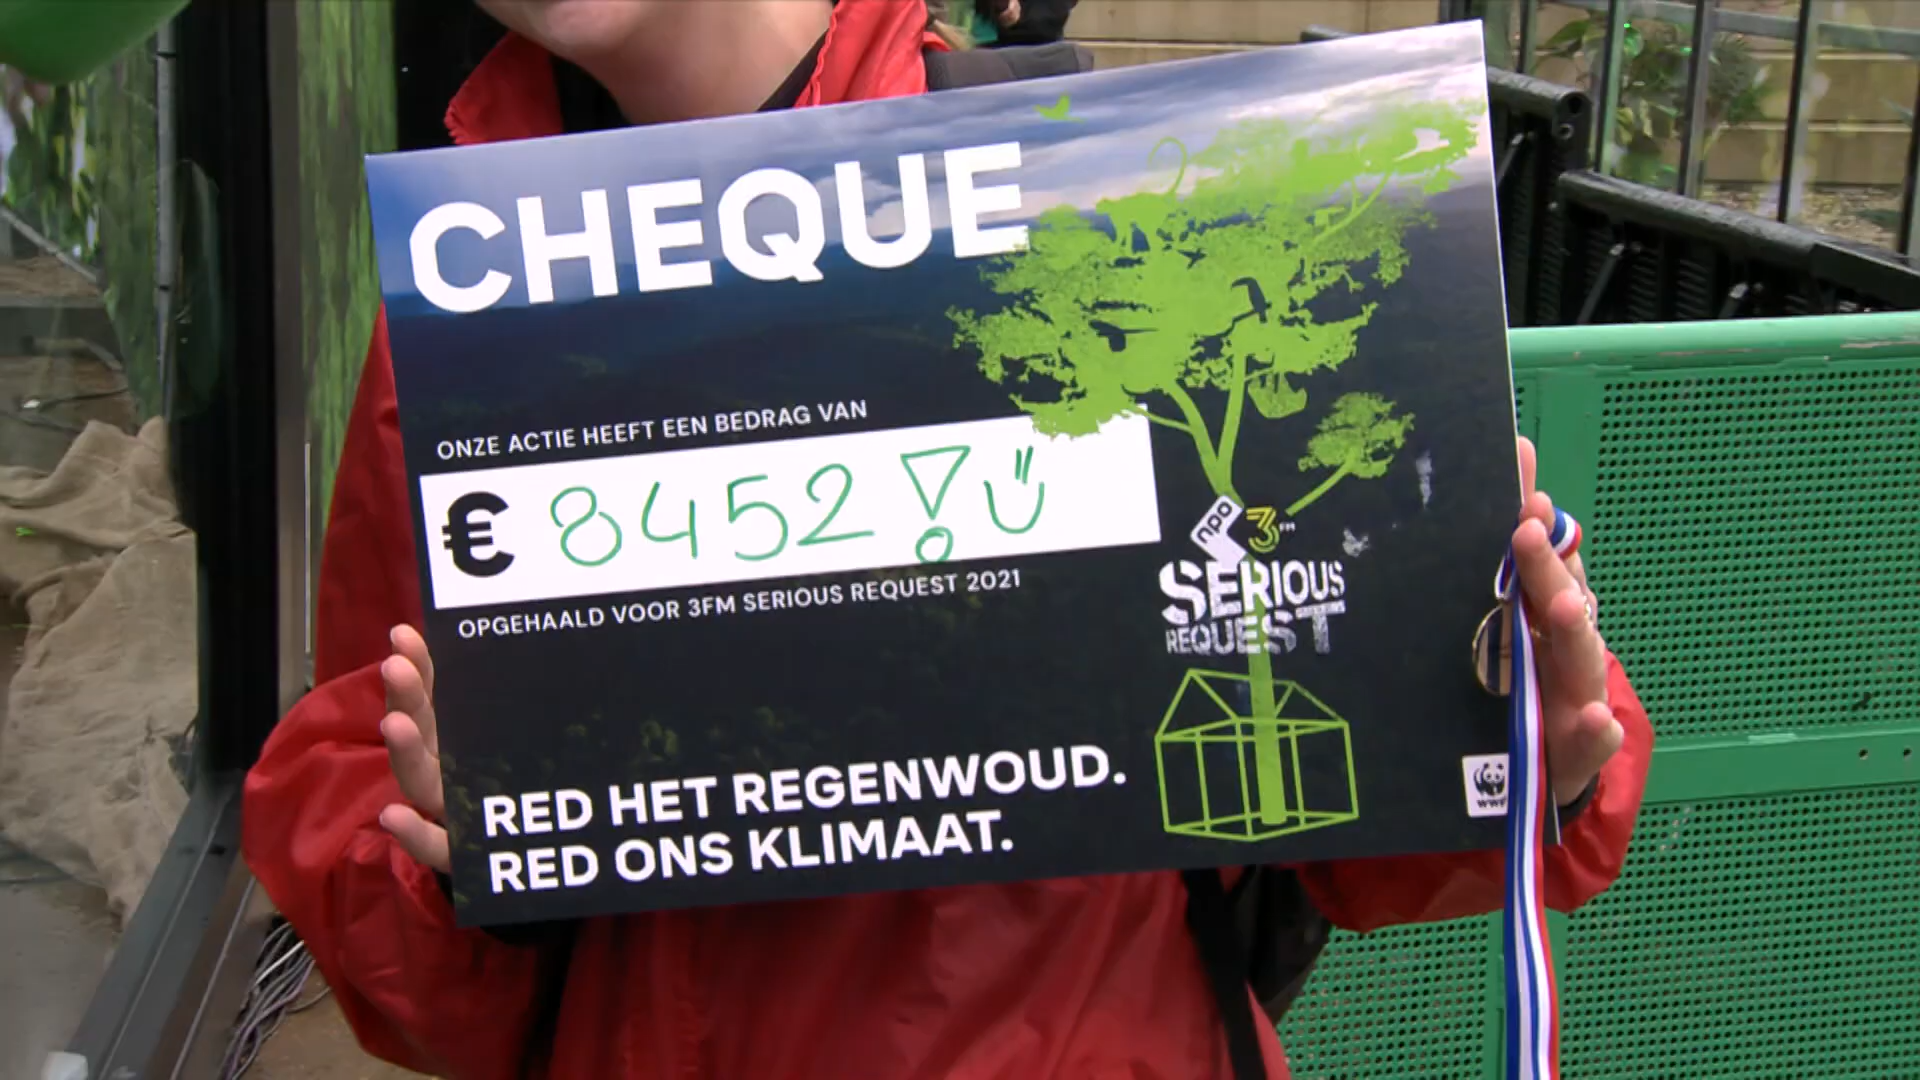 CHEQUE
ONZE ACTIE HEEFT EEN BEDRAG VAN
€ 8452!
OPGEHAALD VOOR 3FM SERIOUS REQUEST 2021
npo 3FM
SERIOUS
REQUEST
RED HET REGENWOUD.
RED ONS KLIMAAT.
WWF